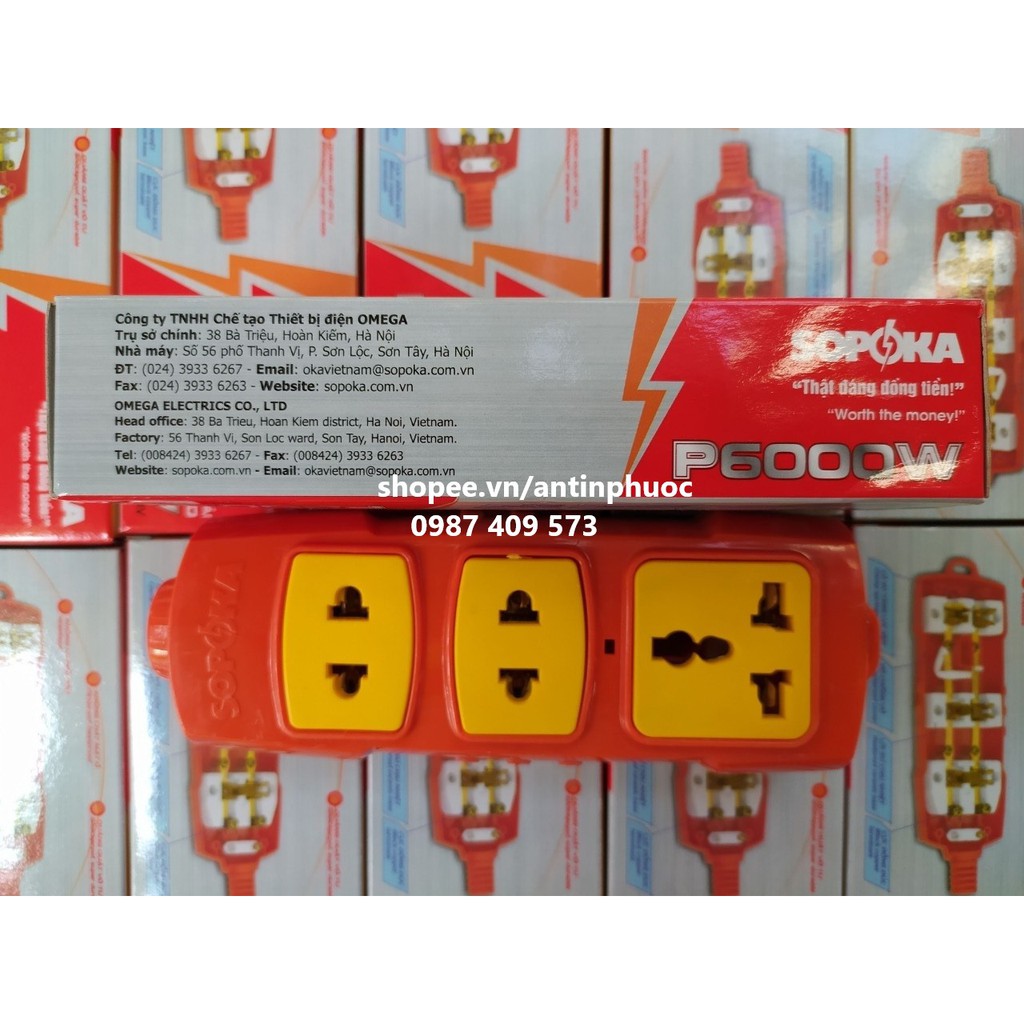 Công ty TNHH Chế tạo Thiết bị điện OMEGA
Trụ sở chính: 38 Bà Triệu, Hoàn Kiếm, Hà Nội
Nhà máy: Số 56 phố Thanh Vị, P. Sơn Lộc, Sơn Tây, Hà Nội
ĐT: (024) 3933 6267 - Email: okavietnam@sopoka.com.vn
Fax: (024) 3933 6263 - Website: sopoka.com.vn
OMEGA ELECTRICS CO., LTD
Head office: 38 Ba Trieu, Hoan Kiem district, Ha Noi, Vietnam.
Factory: 56 Thanh Vi, Son Loc ward, Son Tay, Hanoi, Vietnam.
Tel: (008424) 3933 6267 - Fax: (008424) 3933 6263
Website: sopoka.com.vn - Email: okavietnam@sopoka.com.vn
SOPOKA
“Thật đáng đồng tiền!”
“Worth the money!”
P6000W
shopee.vn/antinphuoc
0987 409 573
SOPOKA
"Worth the money!"